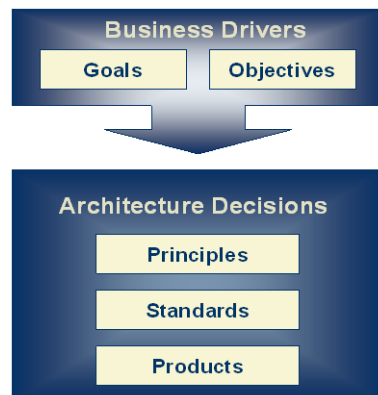 Business Drivers
Goals Objectives
Architecture Decisions
Principles
Standards
Products